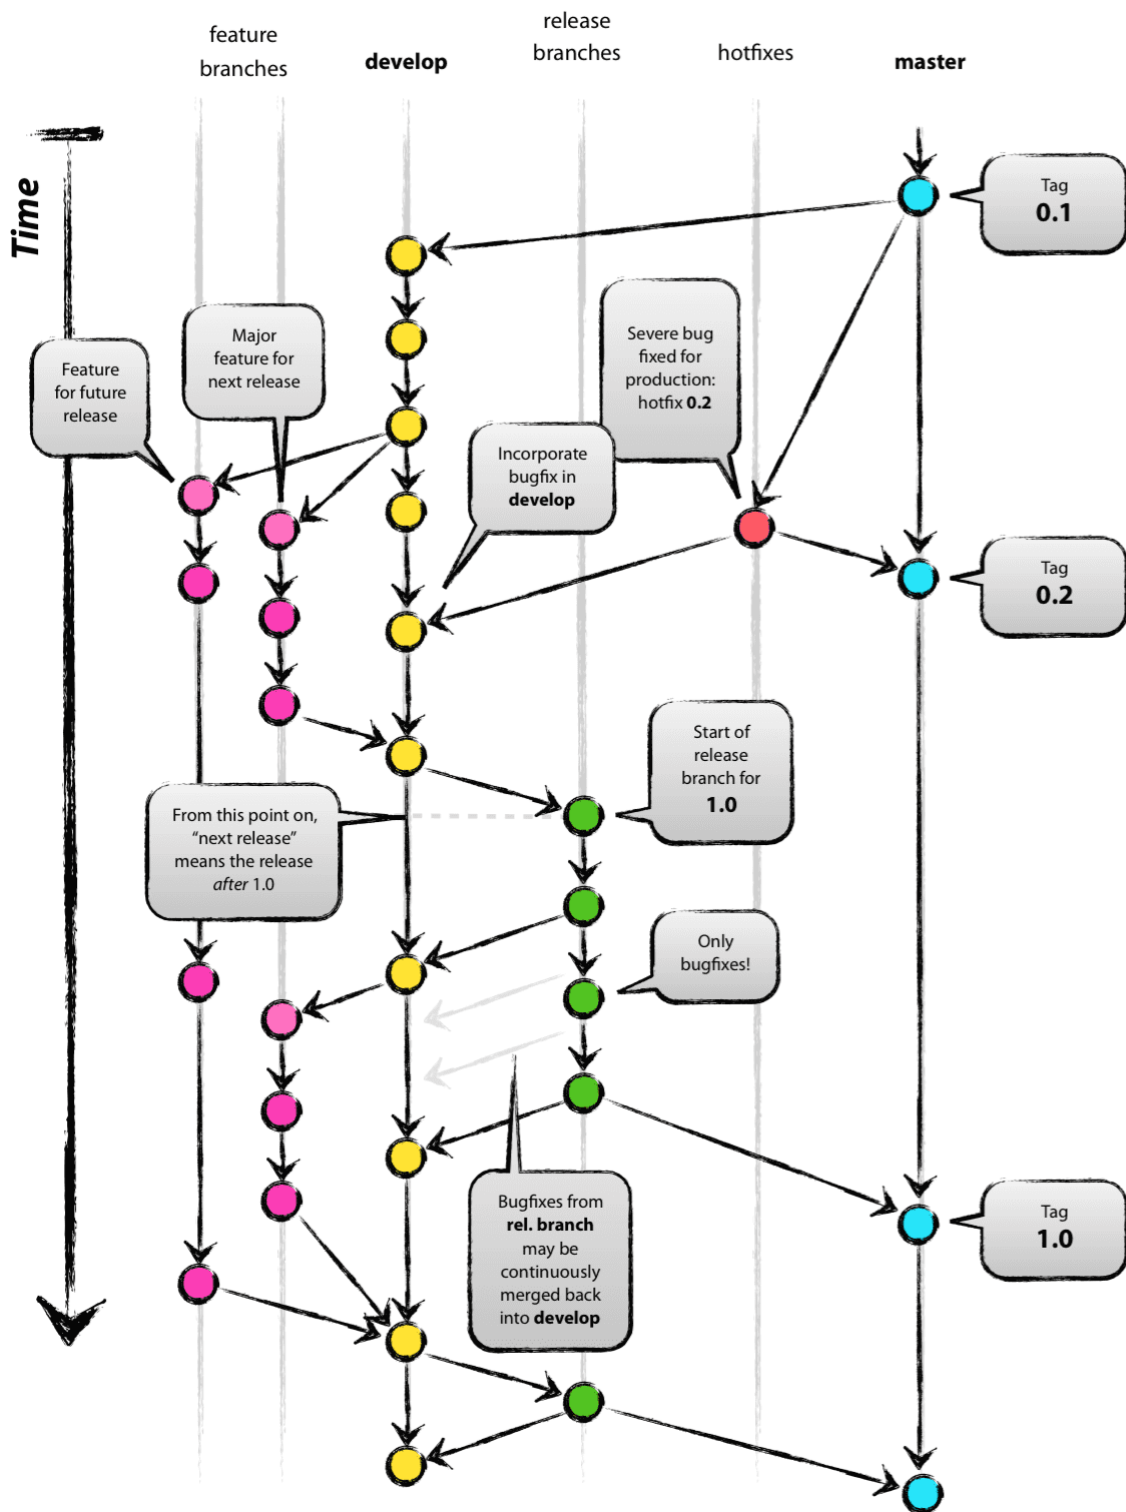 feature
branches
develop
release
branches
hotfixes
master
Time
Tag
0.1
Major
feature for
next release
Feature
for future
release
Severe bug
fixed for
production:
hotfix 0.2
Incorporate
bugfix in
develop
Tag
0.2
Start of
release
branch for
1.0
From this point on,
“next release”
means the release
after 1.0
Only
bugfixes!
Bugfixes from
rel. branch
may be
continuously
merged back
into develop
Tag
1.0